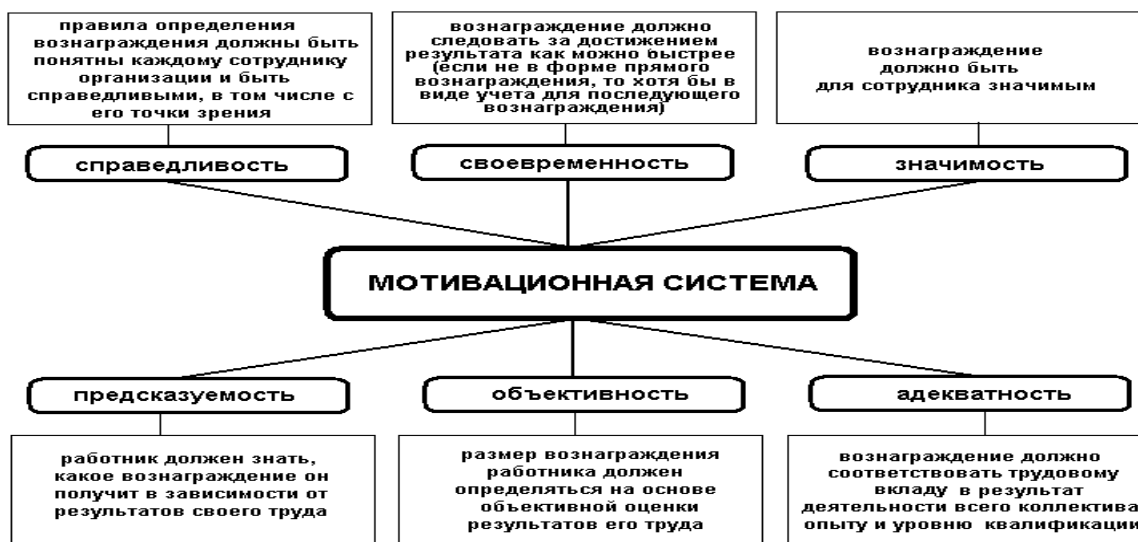 правила определения
вознаграждения должны быть
понятны каждому сотруднику
организации и быть
справедливыми, в том числе с
его точки зрения
справедливость
вознаграждение должно
следовать за достижением
результата как можно быстрее
(если не в форме прямого
вознаграждения, то хотя бы в
виде учета для последующего
вознаграждения)
своевременность
вознаграждение
должно быть
для сотрудника значимым
значимость
МОТИВАЦИОННАЯ СИСТЕМА
предсказуемость
работник должен знать,
какое вознаграждение он
получит в зависимости от
результатов своего труда
объективность
размер вознаграждения
работника должен
определяться на основе
объективной оценки
результатов его труда
адекватность
вознаграждение должно
соответствовать трудовому
вкладу в результат
деятельности всего коллектива
опыту и уровню квалификации